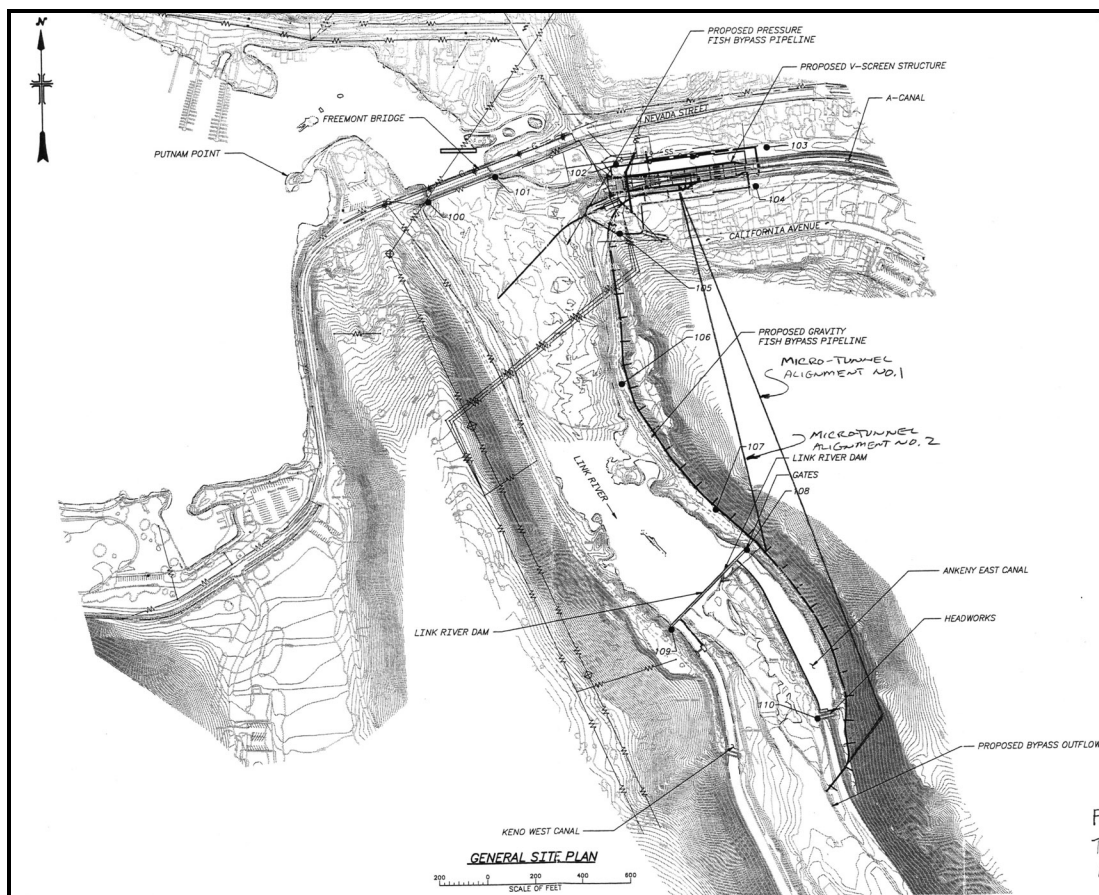 N
PROPOSED PRESSURE
FISH BYPASS PIPELINE
PROPOSED V-SCREEN STRUCTURE
A-CANAL
NEVADA STREET
FREEMONT BRIDGE
PUTNAM POINT
SS
G
103
102
101
104
100
CALIFORNIA AVENUE
105
106
PROPOSED GRAVITY
FISH BYPASS PIPELINE
MICRO-TUNNEL
ALIGNMENT NO.1
MICROTUNNEL
ALIGNMENT NO. 2
107
LINK RIVER DAM
GATES
108
LINK RIVER
ANKENY EAST CANAL
HEADWORKS
LINK RIVER DAM
109
110
PROPOSED BYPASS OUTFLOW
KENO WEST CANAL
GENERAL SITE PLAN
200 0 200 400 600
SCALE OF FEET